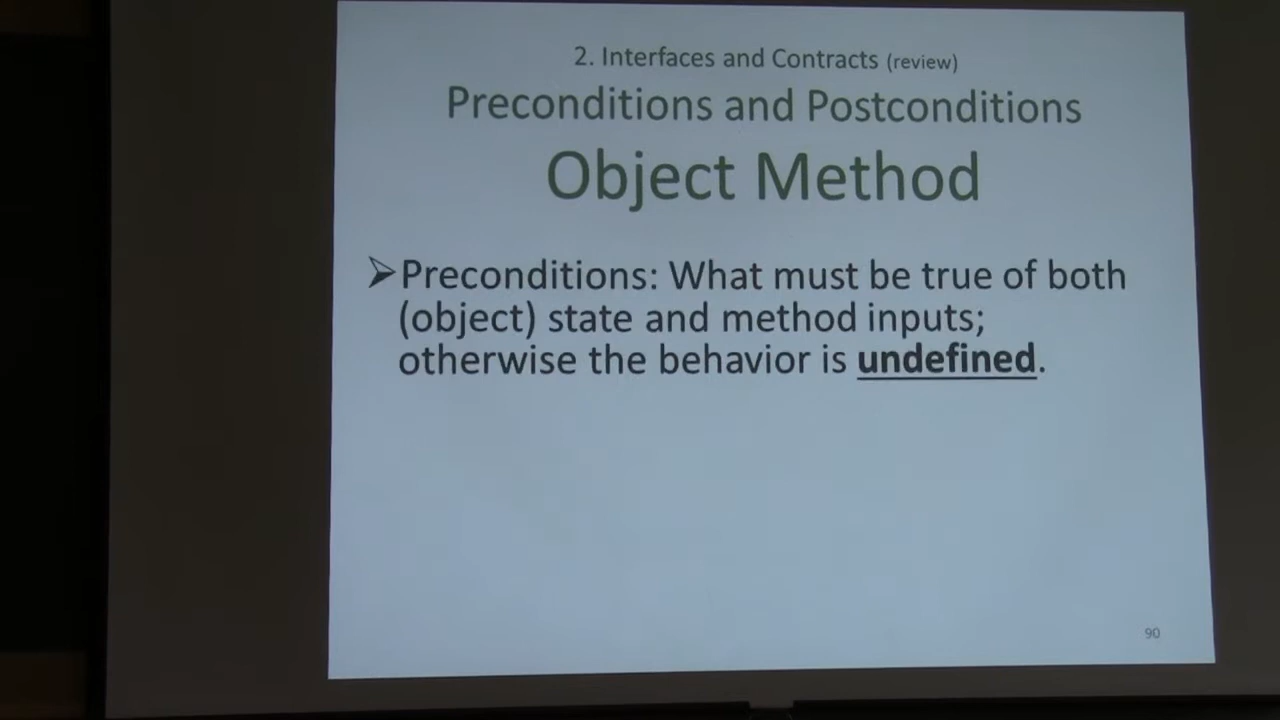 2. Interfaces and Contracts (review)
Preconditions and Postconditions
Object Method
➢Preconditions: What must be true of both
(object) state and method inputs;
otherwise the behavior is undefined.
90